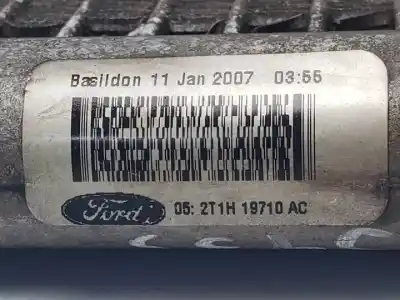 Basildon 11 Jan 2007 03:55
Ford 05: 2T1H 19710 AC